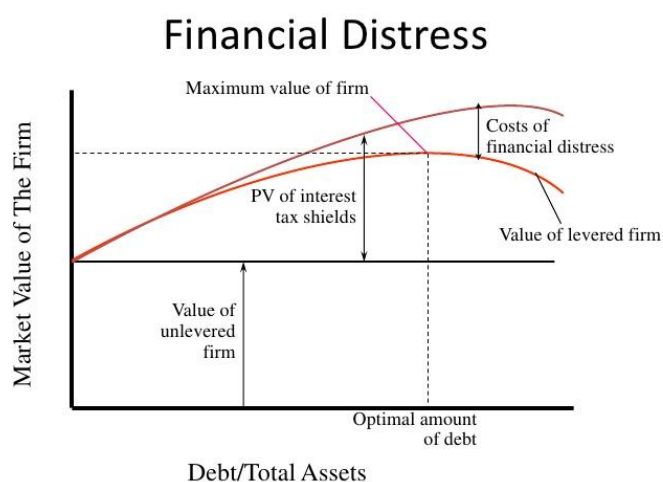 Financial Distress
Maximum value of firm
Costs of
financial distress
PV of interest
tax shields
Value of levered firm
Value of
unlevered
firm
Market Value of The Firm
Optimal amount
of debt
Debt/Total Assets